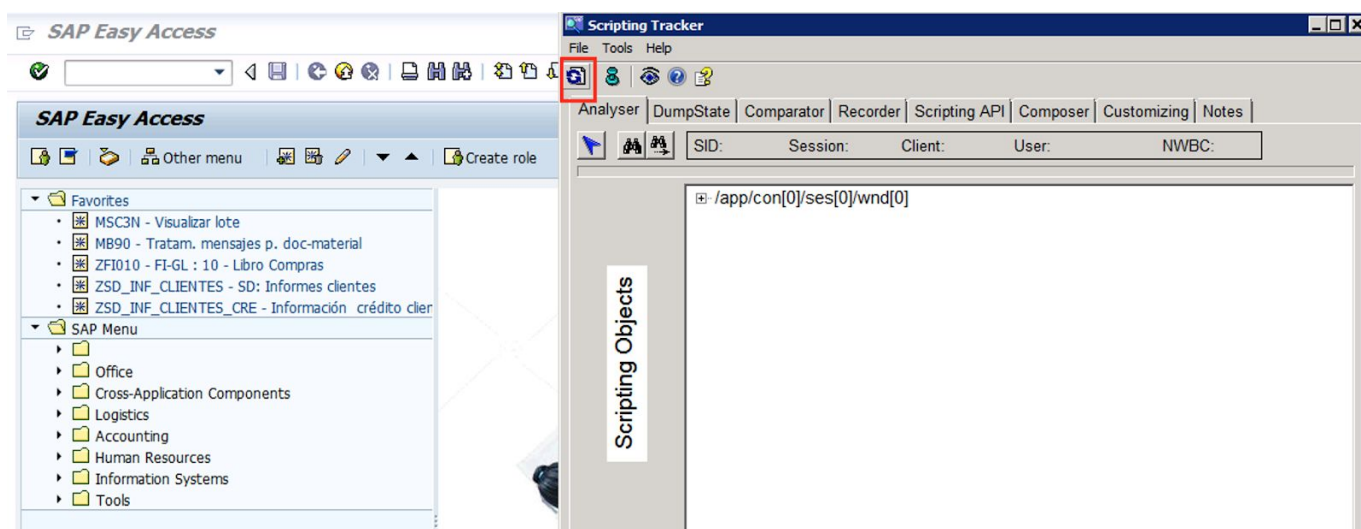 SAP Easy Access
SAP Easy Access
Other menu
Create role
Favorites
MSC3N - Visualizar lote
MB90 - Tratam. mensajes p. doc-material
ZFI010 - FI-GL : 10 - Libro Compras
ZSD_INF_CLIENTES - SD: Informes clientes
ZSD_INF_CLIENTES_CRE - Información crédito clier
SAP Menu
Office
Cross-Application Components
Logistics
Accounting
Human Resources
Information Systems
Tools
Scripting Tracker
File Tools Help
Analyser DumpState Comparator Recorder Scripting API Composer Customizing Notes
SID: Session: Client: User: NWBC:
/app/con[0]/ses[0]/wnd[0]
Scripting Objects